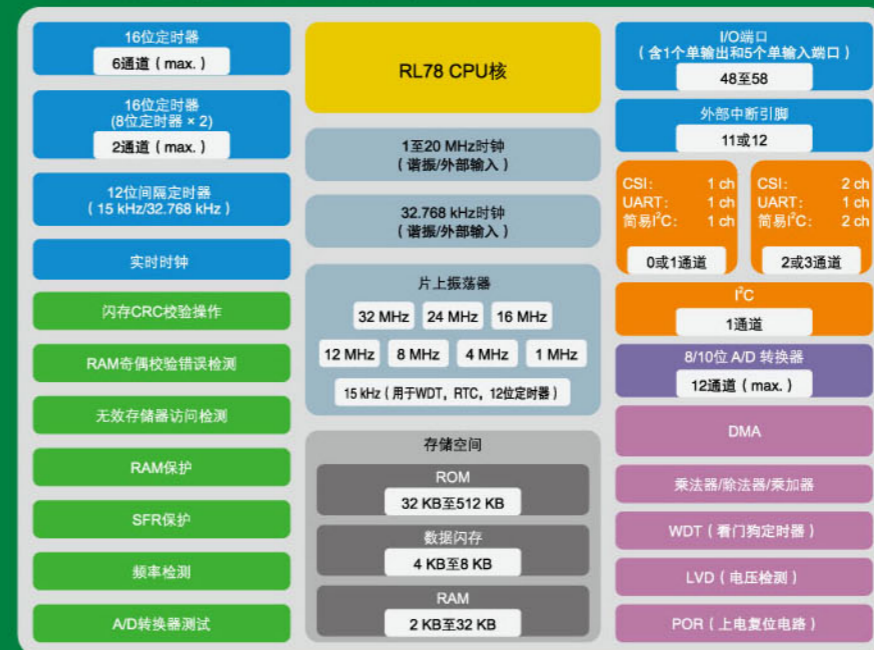 16位定时器
6通道（max.）
16位定时器
(8位定时器 × 2)
2通道（max.）
12位间隔定时器
（15 kHz/32.768 kHz）
实时时钟
闪存CRC校验操作
RAM奇偶校验错误检测
无效存储器访问检测
RAM保护
SFR保护
频率检测
A/D转换器测试
RL78 CPU核
1至20 MHz时钟
（谐振/外部输入）
32.768 kHz时钟
（谐振/外部输入）
片上振荡器
32 MHz 24 MHz 16 MHz
12 MHz 8 MHz 4 MHz 1 MHz
15 kHz（用于WDT，RTC，12位定时器）
存储空间
ROM
32 KB至512 KB
数据闪存
4 KB至8 KB
RAM
2 KB至32 KB
I/O端口
（含1个单输出和5个单输入端口）
48至58
外部中断引脚
11或12
CSI: 1 ch
UART: 1 ch
简易I²C: 1 ch
0或1通道
CSI: 2 ch
UART: 1 ch
简易I²C: 2 ch
2或3通道
I²C
1通道
8/10位 A/D 转换器
12通道（max.）
DMA
乘法器/除法器/乘加器
WDT（看门狗定时器）
LVD（电压检测）
POR（上电复位电路）